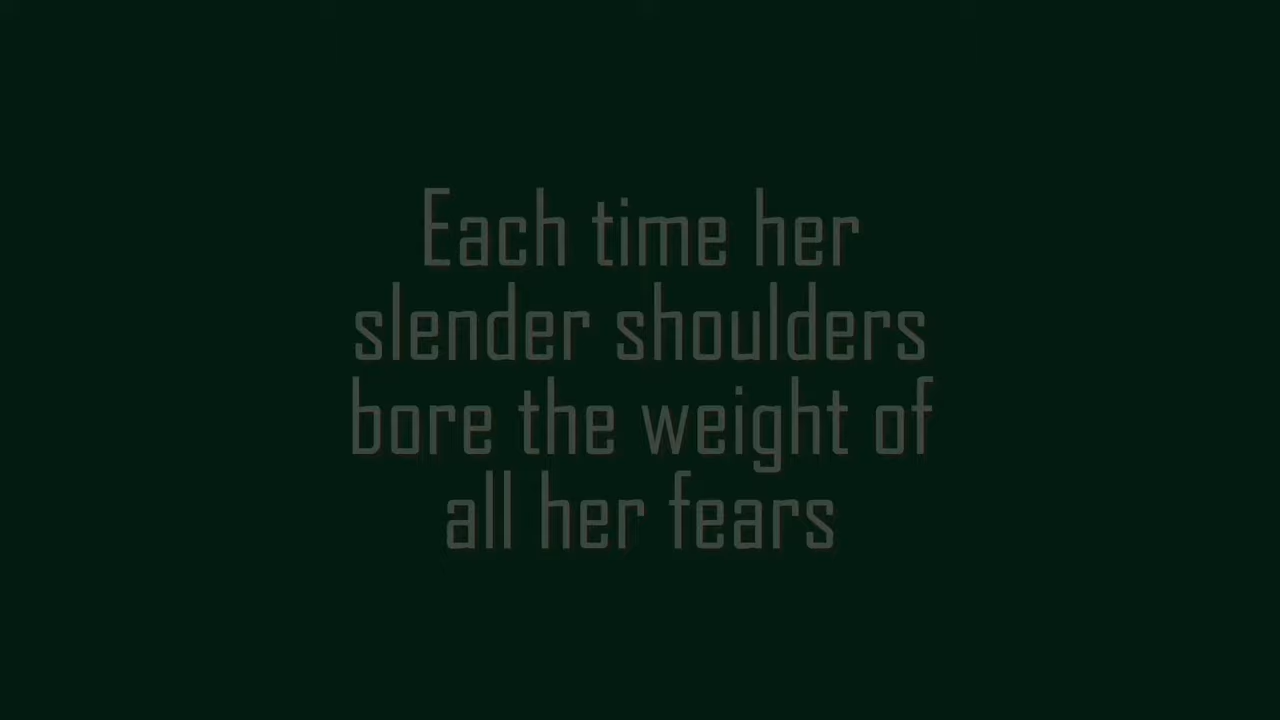 Each time her
slender shoulders
bore the weight of
all her fears